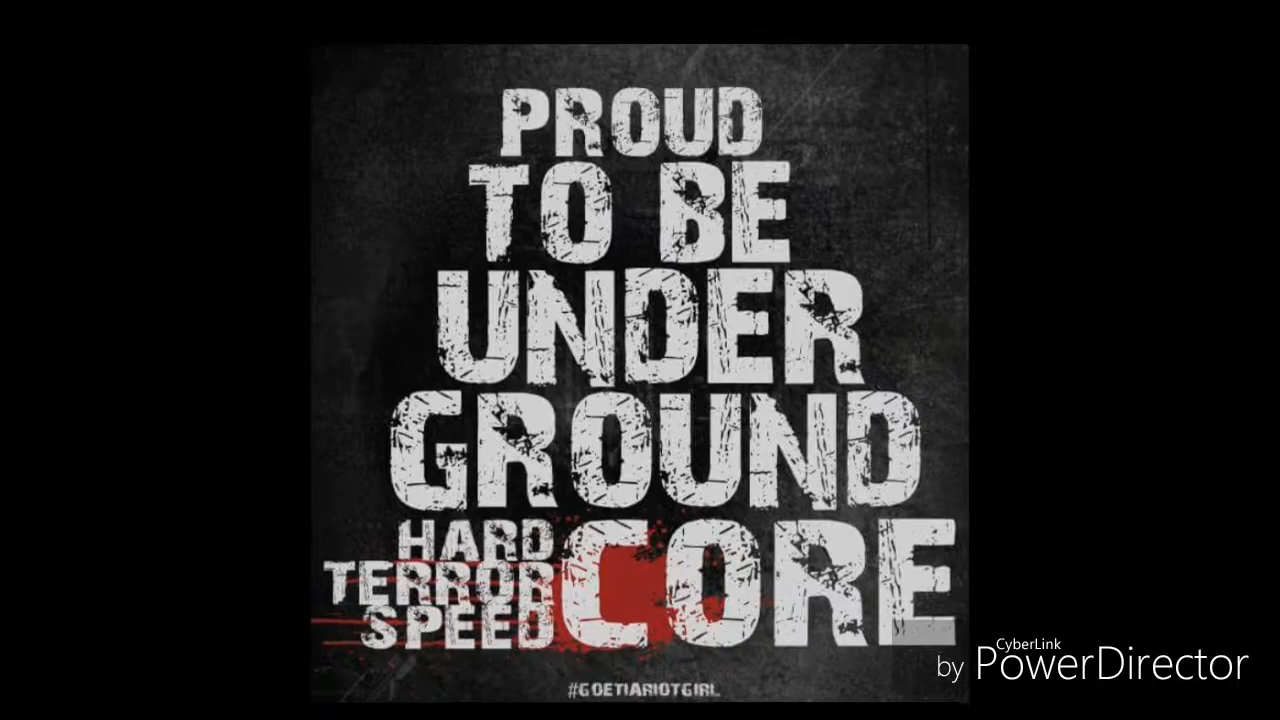 PROUD
TO BE
UNDER
GROUND
HARD
TERROR
SPEED
CORE
#GOETIARIOTGIRL
CyberLink
by PowerDirector